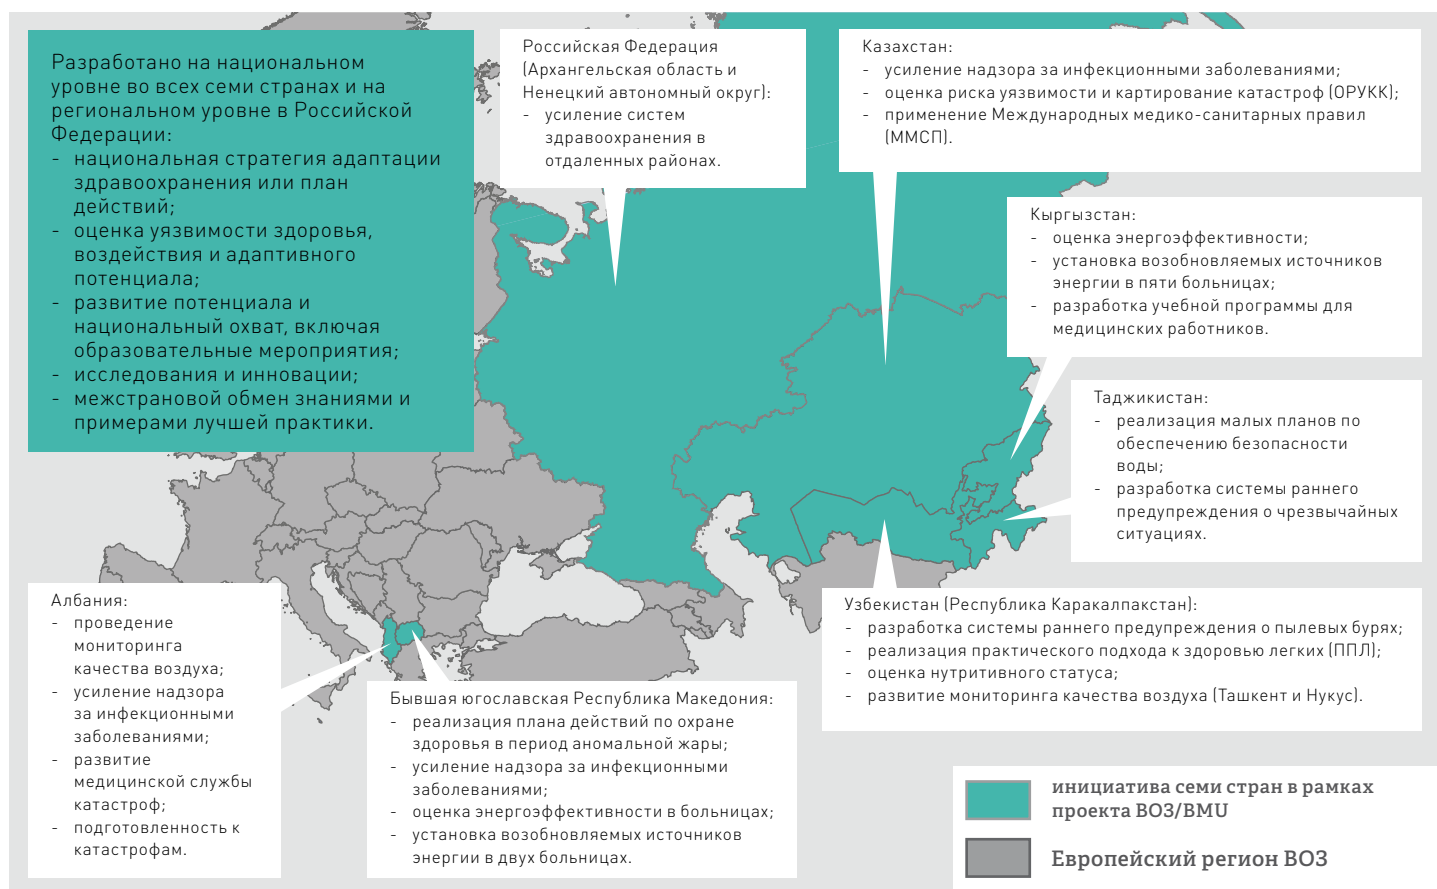 Разработано на национальном
уровне во всех семи странах и на
региональном уровне в Российской
Федерации:
- национальная стратегия адаптации
здравоохранения или план
действий;
- оценка уязвимости здоровья,
воздействия и адаптивного
потенциала;
- развитие потенциала и
национальный охват, включая
образовательные мероприятия;
- исследования и инновации;
- межстрановой обмен знаниями и
примерами лучшей практики.
Российская Федерация
(Архангельская область и
Ненецкий автономный округ):
- усиление систем
здравоохранения в
отдаленных районах.
Казахстан:
- усиление надзора за инфекционными заболеваниями;
- оценка риска уязвимости и картирование катастроф (ОРУКК);
- применение Международных медико-санитарных правил
(ММСП).
Кыргызстан:
- оценка энергоэффективности;
- установка возобновляемых источников
энергии в пяти больницах;
- разработка учебной программы для
медицинских работников.
Таджикистан:
- реализация малых планов по
обеспечению безопасности
воды;
- разработка системы раннего
предупреждения о чрезвычайных
ситуациях.
Албания:
- проведение
мониторинга
качества воздуха;
- усиление надзора
за инфекционными
заболеваниями;
- развитие
медицинской службы
катастроф;
- подготовленность к
катастрофам.
Бывшая югославская Республика Македония:
- реализация плана действий по охране
здоровья в период аномальной жары;
- усиление надзора за инфекционными
заболеваниями;
- оценка энергоэффективности в больницах;
- установка возобновляемых источников
энергии в двух больницах.
Узбекистан (Республика Каракалпакстан):
- разработка системы раннего предупреждения о пылевых бурях;
- реализация практического подхода к здоровью легких (ППЛ);
- оценка нутритивного статуса;
- развитие мониторинга качества воздуха (Ташкент и Нукус).
инициатива семи стран в рамках
проекта ВОЗ/BMU
Европейский регион ВОЗ